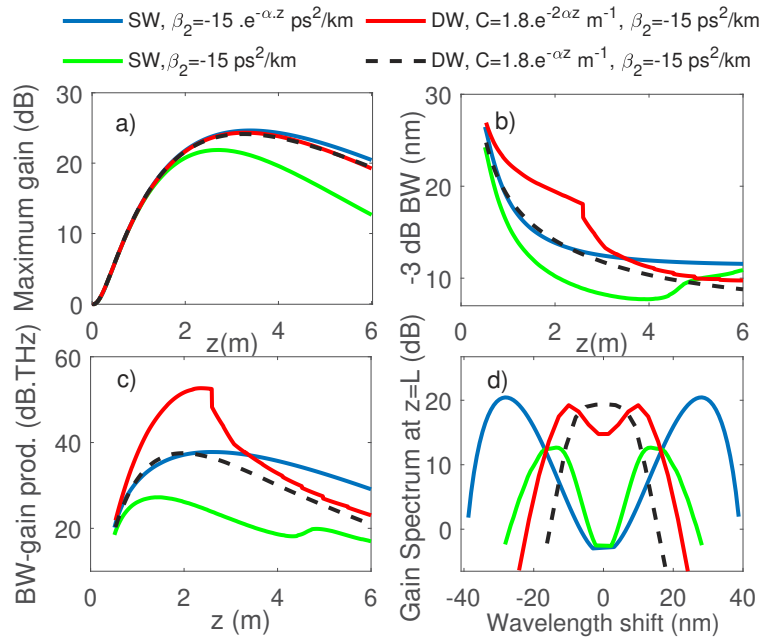 SW, β₂=-15 .e^-α.z ps²/km
DW, C=1.8.e^-2αz m^-1, β₂=-15 ps²/km
SW,β₂=-15 ps²/km
DW, C=1.8.e^-αz m^-1, β₂=-15 ps²/km
a)
Maximum gain (dB)
30
20
10
0
0
2
4
6
z(m)
b)
-3 dB BW (nm)
30
20
10
0
2
4
6
z(m)
c)
BW-gain prod. (dB.THz)
60
40
20
0
2
4
6
z (m)
d)
Gain Spectrum at z=L (dB)
20
10
0
-40
-20
0
20
40
Wavelength shift (nm)